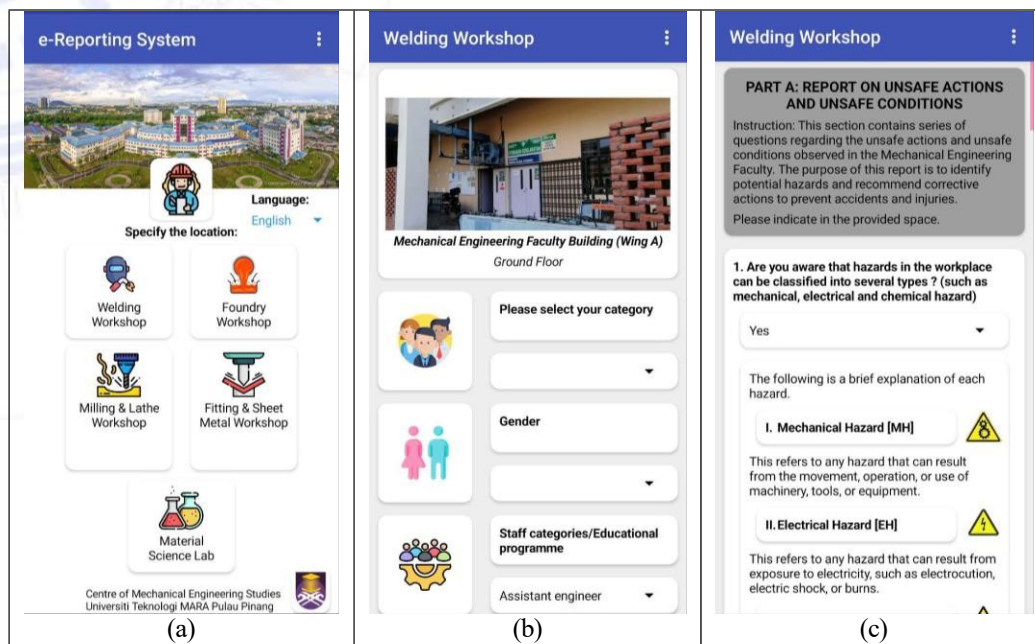 e-Reporting System
Language:
English
Specify the location:
Welding
Workshop
Foundry
Workshop
Milling & Lathe
Workshop
Fitting & Sheet
Metal Workshop
Material
Science Lab
Centre of Mechanical Engineering Studies
Universiti Teknologi MARA Pulau Pinang
(a)
Welding Workshop
Mechanical Engineering Faculty Building (Wing A)
Ground Floor
Please select your category
Gender
Staff categories/Educational
programme
Assistant engineer
(b)
Welding Workshop
PART A: REPORT ON UNSAFE ACTIONS
AND UNSAFE CONDITIONS
Instruction: This section contains series of
questions regarding the unsafe actions and unsafe
conditions observed in the Mechanical Engineering
Faculty. The purpose of this report is to identify
potential hazards and recommend corrective
actions to prevent accidents and injuries.
Please indicate in the provided space.
1. Are you aware that hazards in the workplace
can be classified into several types ? (such as
mechanical, electrical and chemical hazard)
Yes
The following is a brief explanation of each
hazard.
I. Mechanical Hazard [MH]
This refers to any hazard that can result
from the movement, operation, or use of
machinery, tools, or equipment.
II. Electrical Hazard [EH]
This refers to any hazard that can result from
exposure to electricity, such as electrocution,
electric shock, or burns.
(c)